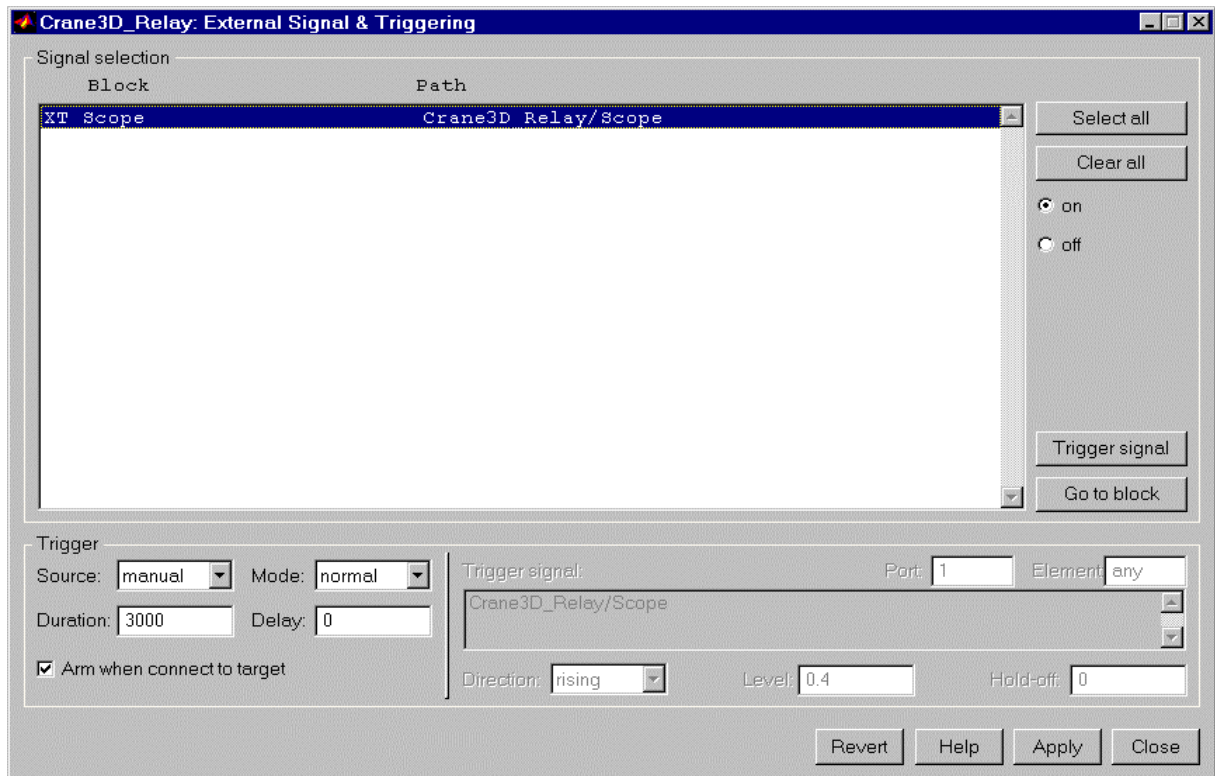 Crane3D_Relay: External Signal & Triggering
Signal selection
Block Path
XT Scope Crane3D_Relay/Scope
Select all
Clear all
on
off
Trigger signal
Go to block
Trigger
Source: manual Mode: normal
Duration: 3000 Delay: 0
Arm when connect to target
Trigger signal: Port: 1 Element: any
Crane3D_Relay/Scope
Direction: rising Level: 0.4 Hold-off: 0
Revert Help Apply Close